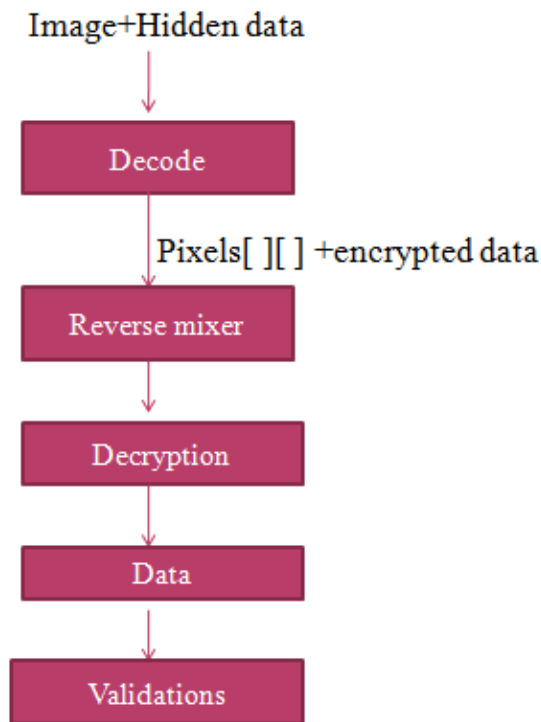 Image+Hidden data
Decode
Pixels[ ][ ] +encrypted data
Reverse mixer
Decryption
Data
Validations